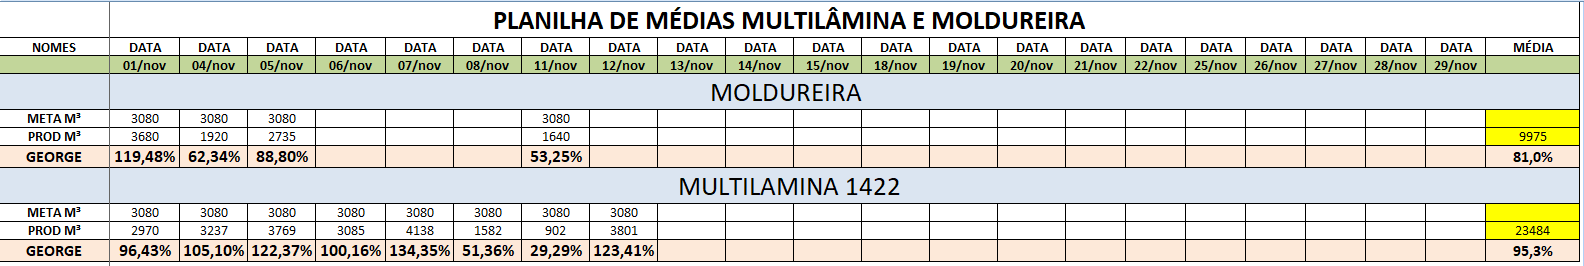 PLANILHA DE MÉDIAS MULTILÂMINA E MOLDUREIRA
NOMES DATA DATA DATA DATA DATA DATA DATA DATA DATA DATA DATA DATA DATA DATA DATA DATA DATA DATA DATA DATA MÉDIA
01/nov 04/nov 05/nov 06/nov 07/nov 08/nov 11/nov 12/nov 13/nov 14/nov 15/nov 18/nov 19/nov 20/nov 21/nov 22/nov 25/nov 26/nov 27/nov 28/nov 29/nov
MOLDUREIRA
META M³ 3080 3080 3080 3080
PROD M³ 3680 1920 2735 1640 9975
GEORGE 119,48% 62,34% 88,80% 53,25% 81,0%
MULTILAMINA 1422
META M³ 3080 3080 3080 3080 3080 3080 3080 3080
PROD M³ 2970 3237 3769 3085 4138 1582 902 3801 23484
GEORGE 96,43% 105,10% 122,37% 100,16% 134,35% 51,36% 29,29% 123,41% 95,3%